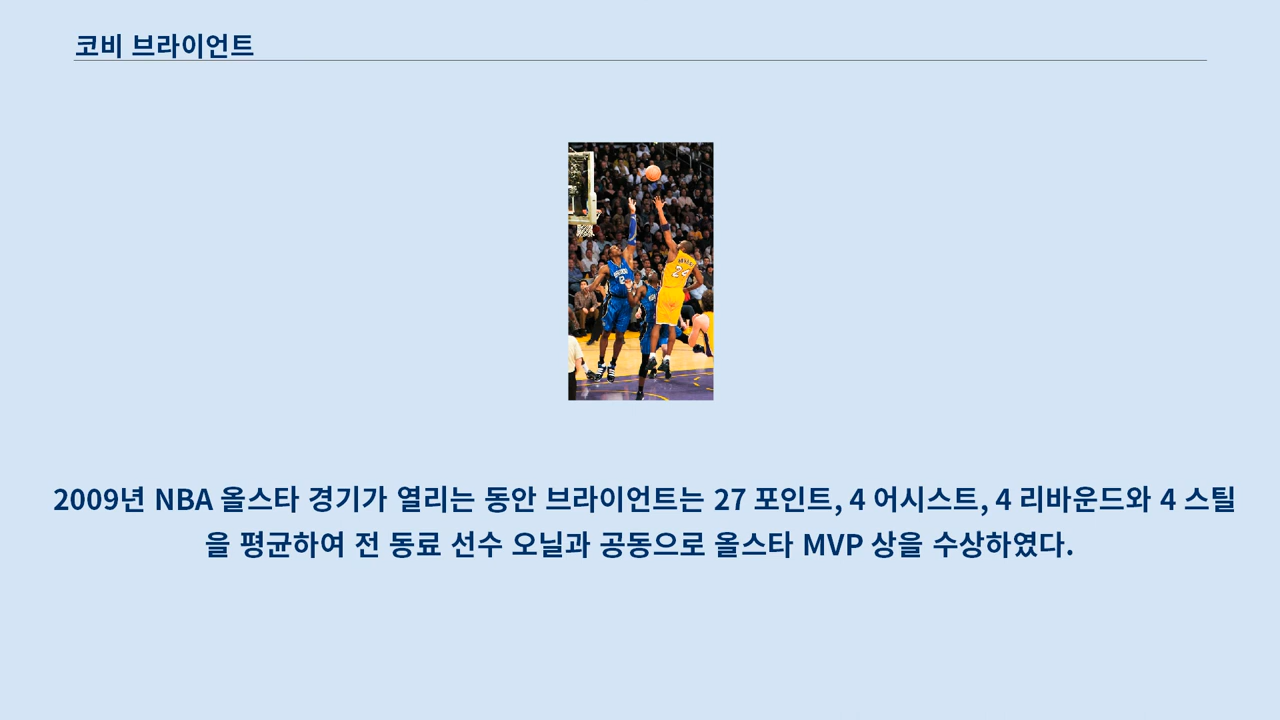 코비 브라이언트
24
2009년 NBA 올스타 경기가 열리는 동안 브라이언트는 27 포인트, 4 어시스트, 4 리바운드와 4 스틸
을 평균하여 전 동료 선수 오닐과 공동으로 올스타 MVP 상을 수상하였다.